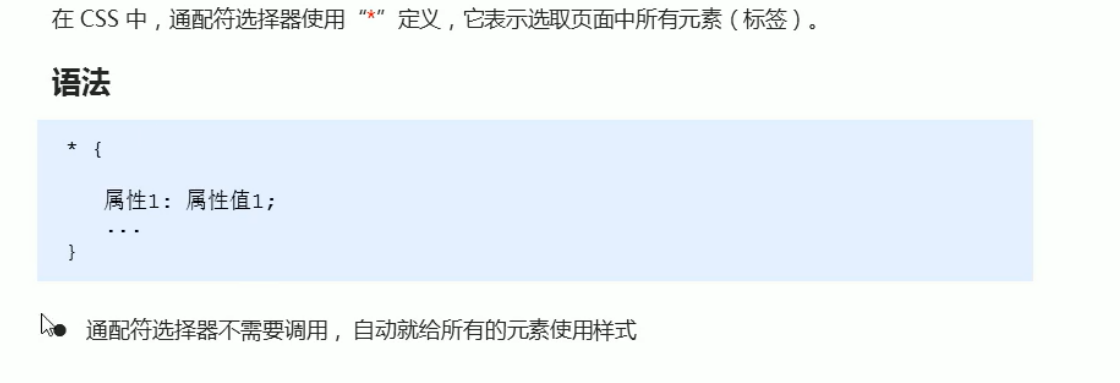 在 CSS 中，通配符选择器使用“*”定义，它表示选取页面中所有元素（标签）。
语法
* {
属性1: 属性值1;
...
}
● 通配符选择器不需要调用， 自动就给所有的元素使用样式